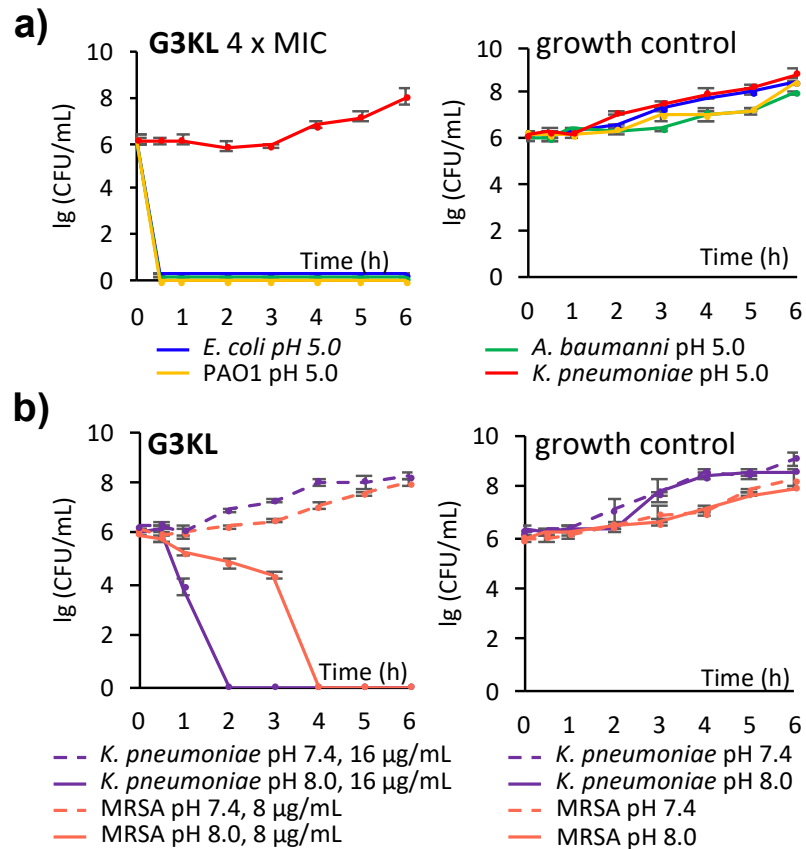 a)
G3KL 4 x MIC
growth control
10
8
6
4
2
0
lg (CFU/mL)
Time (h)
0 1 2 3 4 5 6
10
8
6
4
2
0
lg (CFU/mL)
Time (h)
0 1 2 3 4 5 6
E. coli pH 5.0
PAO1 pH 5.0
A. baumanni pH 5.0
K. pneumoniae pH 5.0
b)
G3KL
growth control
10
8
6
4
2
0
lg (CFU/mL)
Time (h)
0 1 2 3 4 5 6
10
8
6
4
2
0
lg (CFU/mL)
Time (h)
0 1 2 3 4 5 6
K. pneumoniae pH 7.4, 16 µg/mL
K. pneumoniae pH 8.0, 16 µg/mL
MRSA pH 7.4, 8 µg/mL
MRSA pH 8.0, 8 µg/mL
K. pneumoniae pH 7.4
K. pneumoniae pH 8.0
MRSA pH 7.4
MRSA pH 8.0